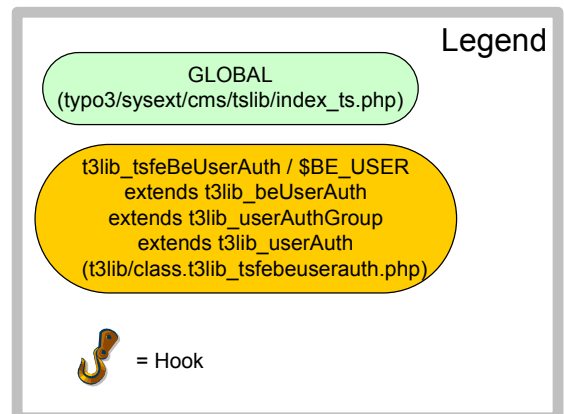 Legend
GLOBAL
(typo3/sysext/cms/tslib/index_ts.php)
t3lib_tsfeBeUserAuth / $BE_USER
extends t3lib_beUserAuth
extends t3lib_userAuthGroup
extends t3lib_userAuth
(t3lib/class.t3lib_tsfebeuserauth.php)
= Hook